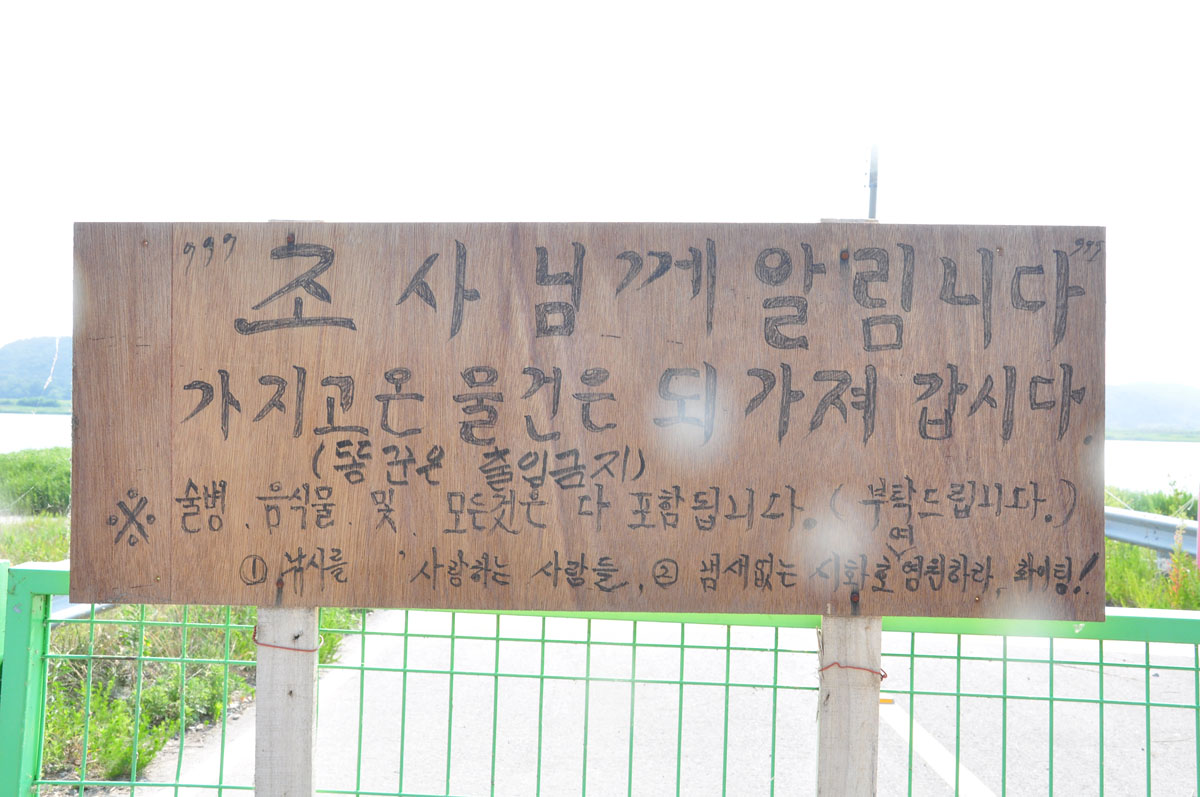 ,,, 조사님께 알립니다 ,,,
가지고온 물건은 되가져 갑시다.
(똥꾼은 출입금지)
※ 술병, 음식물, 및, 모든것은 다 포함됩니다. (부탁드립니다.)
여
① 낚시를, 사랑하는 사람들, ② 냄새없는 시화호 영원하라, 화이팅!